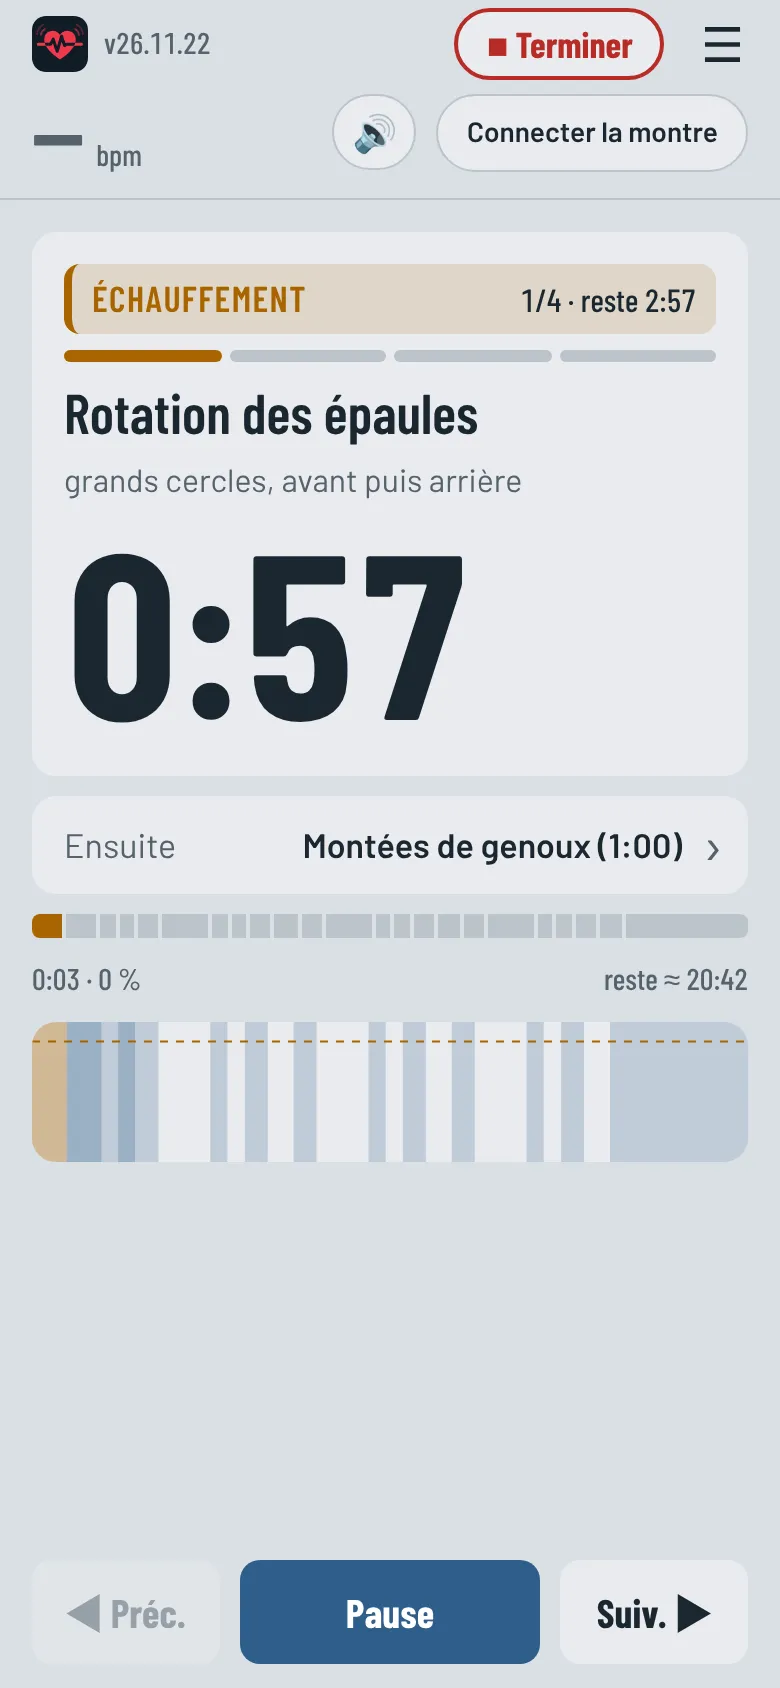 v26.11.22
■ Terminer
☰
— bpm
🔊
Connecter la montre
ÉCHAUFFEMENT
1/4 · reste 2:57
Rotation des épaules
grands cercles, avant puis arrière
0:57
Ensuite
Montées de genoux (1:00) ›
0:03 · 0 %
reste ≈ 20:42
◀ Préc.
Pause
Suiv. ▶